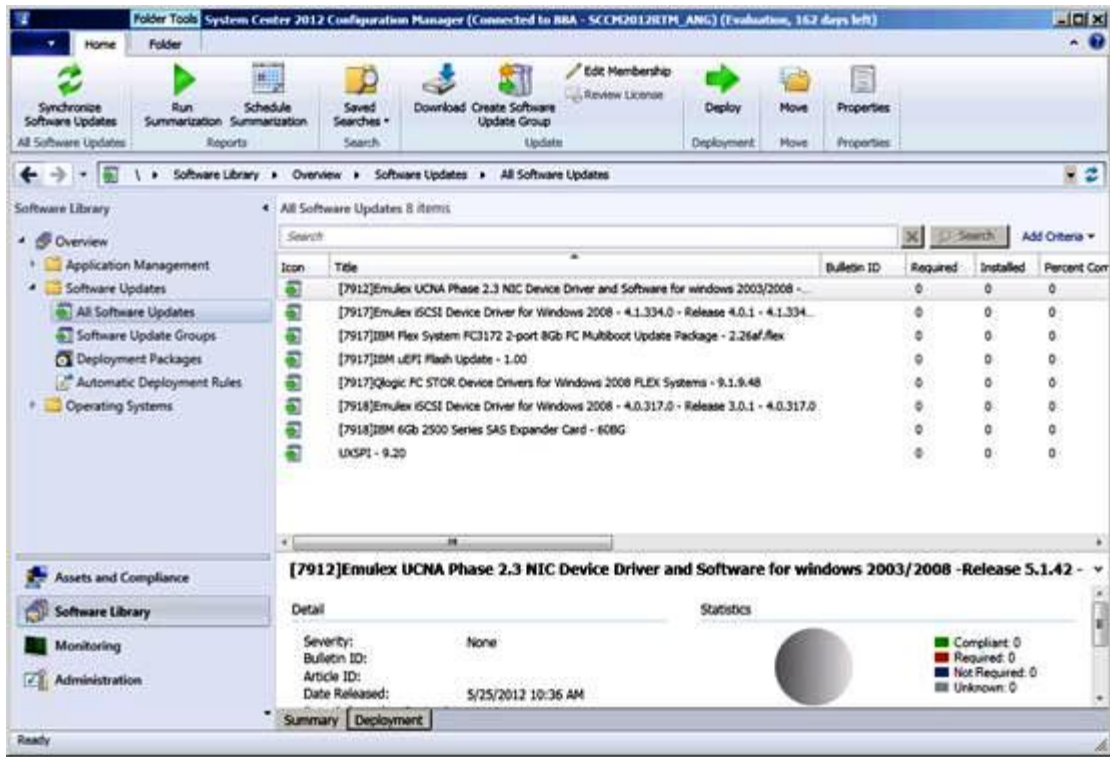 Folder Tools System Center 2012 Configuration Manager (Connected to BBA - SCCM2012RTM_ANG) (Evaluation, 162 days left)
Home Folder
Synchronize Software Updates
Run Summarization
Schedule Summarization
Saved Searches
Download
Create Software Update Group
Edit Membership
Review License
Deploy
Move
Properties
All Software Updates Reports Search Update Deployment Move Properties
\ Software Library Overview Software Updates All Software Updates
Software Library
Overview
Application Management
Software Updates
All Software Updates
Software Update Groups
Deployment Packages
Automatic Deployment Rules
Operating Systems
Assets and Compliance
Software Library
Monitoring
Administration
All Software Updates 8 items
Search Search Add Criteria
Icon Title Bulletin ID Required Installed Percent Com
[7912]Emulex UCNA Phase 2.3 NIC Device Driver and Software for windows 2003/2008 -... 0 0 0
[7917]Emulex iSCSI Device Driver for Windows 2008 - 4.1.334.0 - Release 4.0.1 - 4.1.334... 0 0 0
[7917]IBM Flex System FC3172 2-port 8Gb FC Multiboot Update Package - 2.26af.flex 0 0 0
[7917]IBM uEFI Flash Update - 1.00 0 0 0
[7917]Qlogic FC STOR Device Drivers for Windows 2008 FLEX Systems - 9.1.9.48 0 0 0
[7918]Emulex iSCSI Device Driver for Windows 2008 - 4.0.317.0 - Release 3.0.1 - 4.0.317.0 0 0 0
[7918]IBM 6Gb 2500 Series SAS Expander Card - 608G 0 0 0
UXSPI - 9.20 0 0 0
[7912]Emulex UCNA Phase 2.3 NIC Device Driver and Software for windows 2003/2008 -Release 5.1.42 -
Detail
Severity: None
Bulletin ID:
Article ID:
Date Released: 5/25/2012 10:36 AM
Statistics
Compliant: 0
Required: 0
Not Required: 0
Unknown: 0
Summary Deployment
Ready